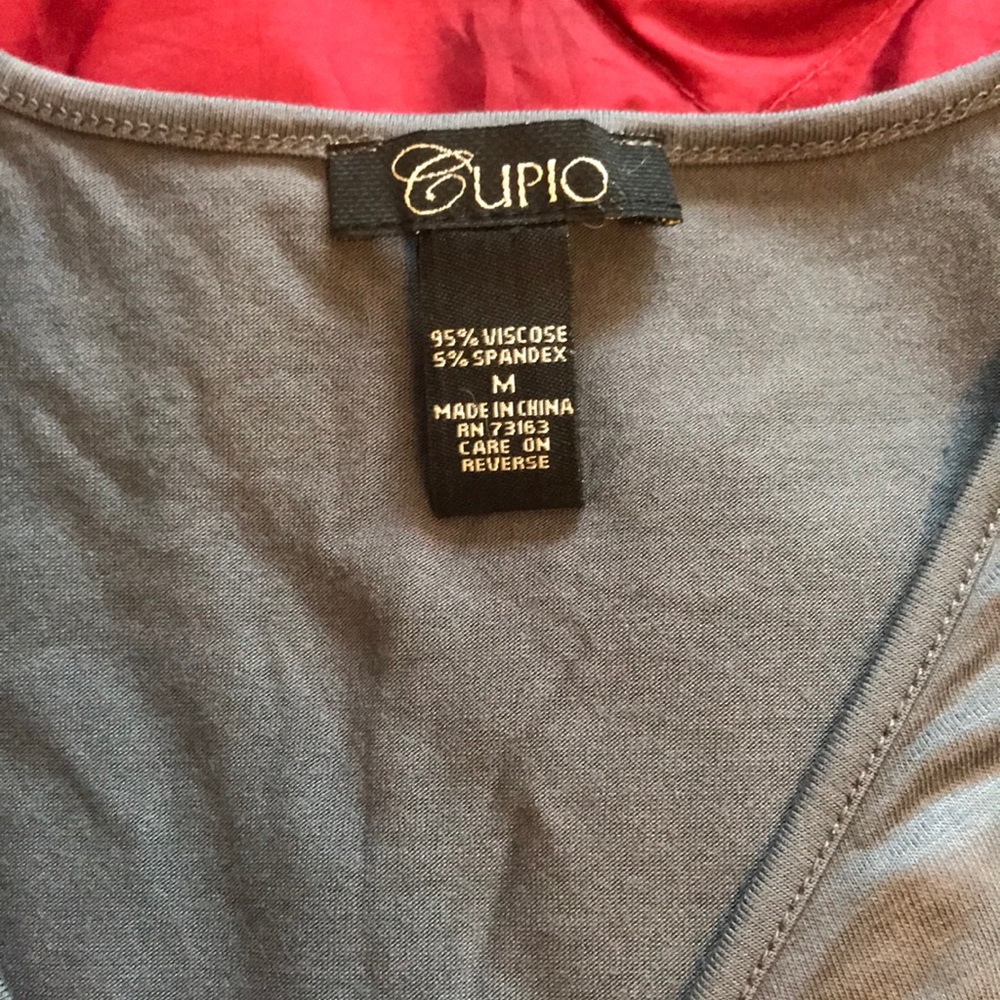 CUPIO
95% VISCOSE
5% SPANDEX
M
MADE IN CHINA
RN 73163
CARE ON
REVERSE